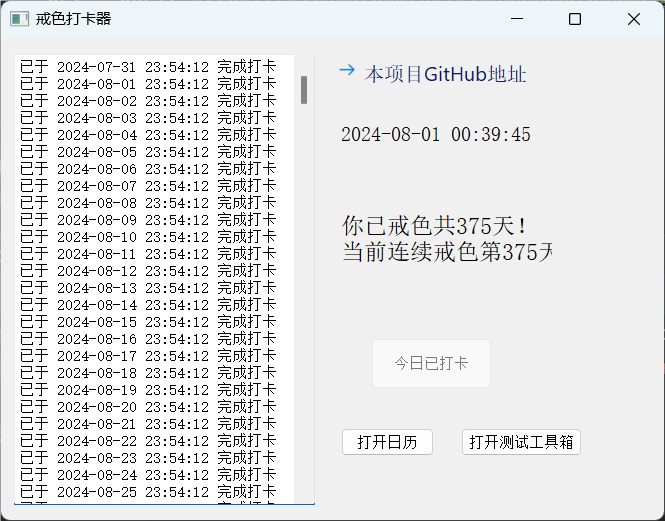 戒色打卡器
已于 2024-07-31 23:54:12 完成打卡
已于 2024-08-01 23:54:12 完成打卡
已于 2024-08-02 23:54:12 完成打卡
已于 2024-08-03 23:54:12 完成打卡
已于 2024-08-04 23:54:12 完成打卡
已于 2024-08-05 23:54:12 完成打卡
已于 2024-08-06 23:54:12 完成打卡
已于 2024-08-07 23:54:12 完成打卡
已于 2024-08-08 23:54:12 完成打卡
已于 2024-08-09 23:54:12 完成打卡
已于 2024-08-10 23:54:12 完成打卡
已于 2024-08-11 23:54:12 完成打卡
已于 2024-08-12 23:54:12 完成打卡
已于 2024-08-13 23:54:12 完成打卡
已于 2024-08-14 23:54:12 完成打卡
已于 2024-08-15 23:54:12 完成打卡
已于 2024-08-16 23:54:12 完成打卡
已于 2024-08-17 23:54:12 完成打卡
已于 2024-08-18 23:54:12 完成打卡
已于 2024-08-19 23:54:12 完成打卡
已于 2024-08-20 23:54:12 完成打卡
已于 2024-08-21 23:54:12 完成打卡
已于 2024-08-22 23:54:12 完成打卡
已于 2024-08-23 23:54:12 完成打卡
已于 2024-08-24 23:54:12 完成打卡
已于 2024-08-25 23:54:12 完成打卡
本项目GitHub地址
2024-08-01 00:39:45
你已戒色共375天！
当前连续戒色第375天
今日已打卡
打开日历
打开测试工具箱